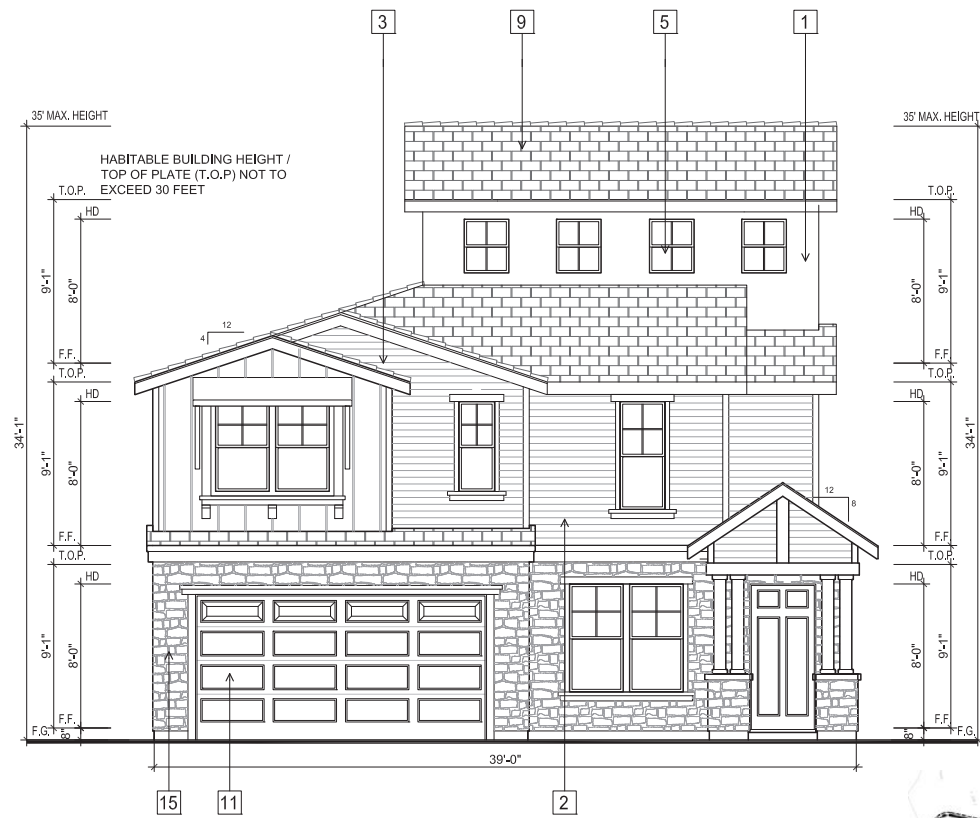 3
9
5
1
35' MAX. HEIGHT
35' MAX. HEIGHT
HABITABLE BUILDING HEIGHT /
TOP OF PLATE (T.O.P) NOT TO
EXCEED 30 FEET
T.O.P.
T.O.P.
HD
HD
9'-1"
8'-0"
8'-0"
9'-1"
12
4
F.F.
F.F.
T.O.P.
T.O.P.
HD
HD
34'-1"
9'-1"
8'-0"
8'-0"
9'-1"
34'-1"
12
8
F.F.
F.F.
T.O.P.
T.O.P.
HD
HD
9'-1"
8'-0"
8'-0"
9'-1"
F.F.
F.F.
F.G.
8"
8"
F.G.
39'-0"
15
11
2